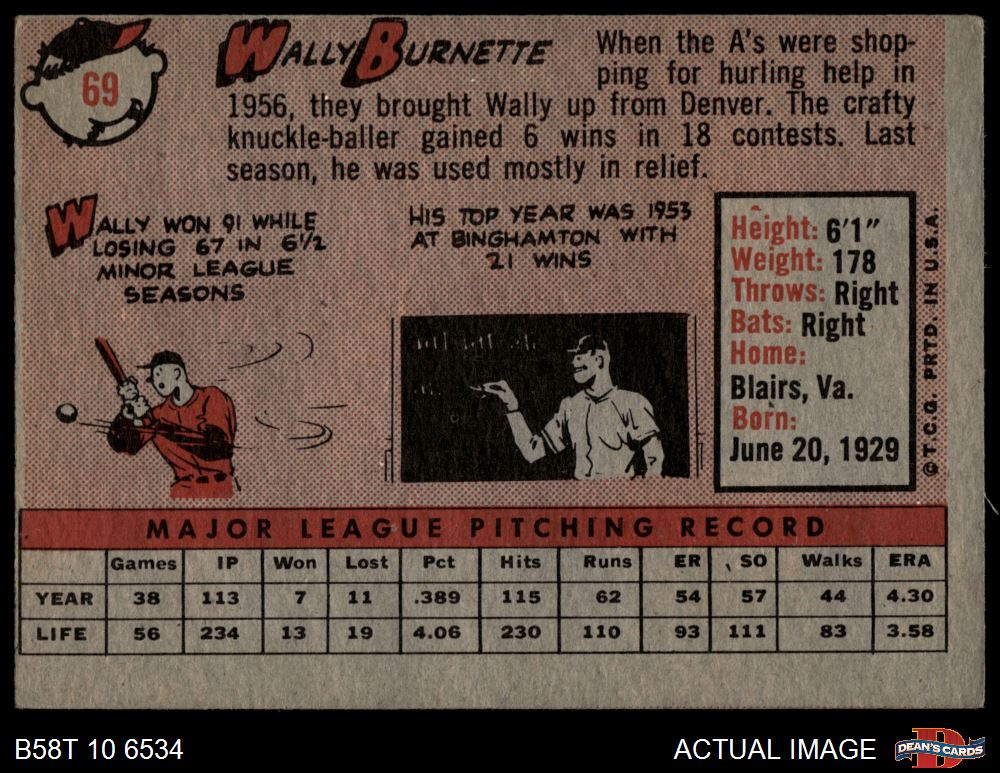 69
WALLY BURNETTE
When the A's were shop-
ping for hurling help in
1956, they brought Wally up from Denver. The crafty
knuckle-baller gained 6 wins in 18 contests. Last
season, he was used mostly in relief.
WALLY WON 91 WHILE
LOSING 67 IN 6 1/2
MINOR LEAGUE
SEASONS
HIS TOP YEAR WAS 1953
AT BINGHAMTON WITH
21 WINS
Height: 6'1"
Weight: 178
Throws: Right
Bats: Right
Home:
Blairs, Va.
Born:
June 20, 1929
© T.C.G. PRTD. IN U.S.A.
MAJOR LEAGUE PITCHING RECORD
Games IP Won Lost Pct Hits Runs ER SO Walks ERA
YEAR 38 113 7 11 .389 115 62 54 57 44 4.30
LIFE 56 234 13 19 4.06 230 110 93 111 83 3.58
B58T 10 6534
ACTUAL IMAGE
DEAN'S CARDS